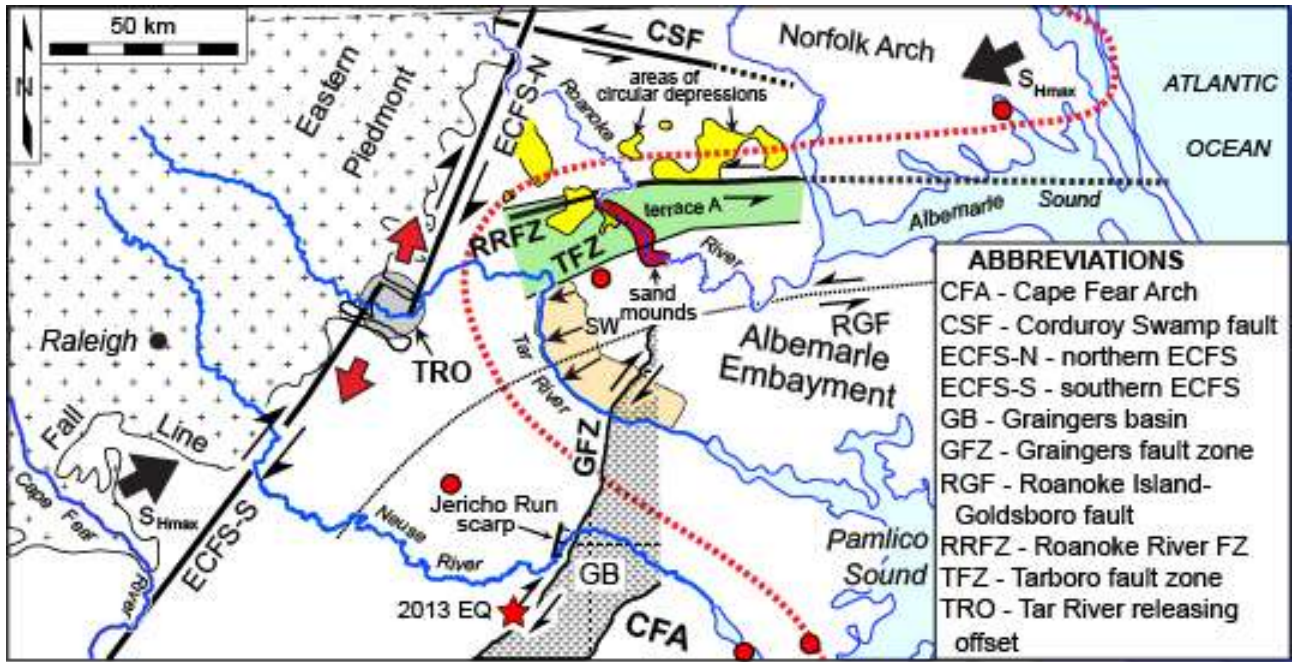 50 km
N
CSF
Norfolk Arch
SHmax
ATLANTIC
OCEAN
Eastern
Piedmont
ECFS-N
Roanoke
areas of
circular depressions
terrace A
Albemarle
Sound
RRFZ
TFZ
River
sand
mounds
SW
RGF
Albemarle
Embayment
Raleigh
TRO
Tar River
Fall
Line
SHmax
Cape Fear
River
ECFS-S
GFZ
Jericho Run
scarp
Neuse
River
GB
2013 EQ
CFA
Pamlico
Sound
ABBREVIATIONS
CFA - Cape Fear Arch
CSF - Corduroy Swamp fault
ECFS-N - northern ECFS
ECFS-S - southern ECFS
GB - Graingers basin
GFZ - Graingers fault zone
RGF - Roanoke Island-
Goldsboro fault
RRFZ - Roanoke River FZ
TFZ - Tarboro fault zone
TRO - Tar River releasing
offset